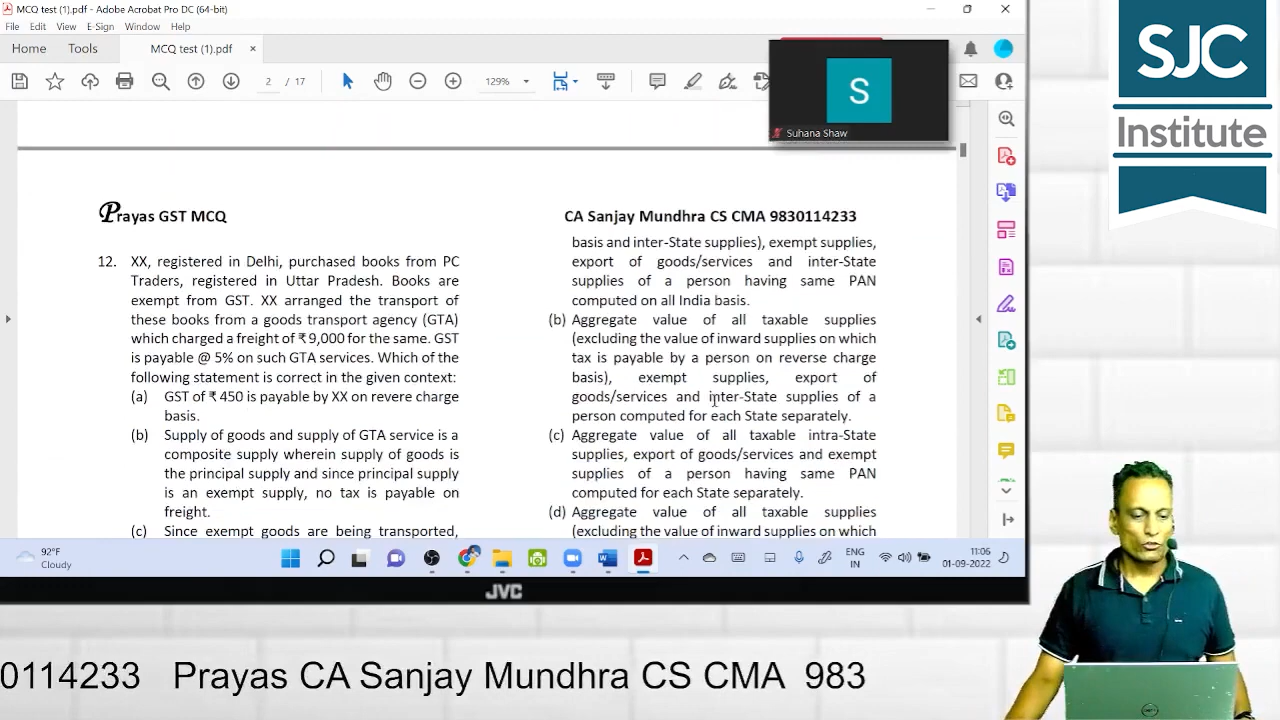 MCQ test (1).pdf - Adobe Acrobat Pro DC (64-bit)
File Edit View E-Sign Window Help
Home Tools MCQ test (1).pdf ×
2 / 17 129%
S
Suhana Shaw
SJC
Institute
Prayas GST MCQ
12. XX, registered in Delhi, purchased books from PC
Traders, registered in Uttar Pradesh. Books are
exempt from GST. XX arranged the transport of
these books from a goods transport agency (GTA)
which charged a freight of ₹9,000 for the same. GST
is payable @ 5% on such GTA services. Which of the
following statement is correct in the given context:
(a) GST of ₹ 450 is payable by XX on revere charge
basis.
(b) Supply of goods and supply of GTA service is a
composite supply wherein supply of goods is
the principal supply and since principal supply
is an exempt supply, no tax is payable on
freight.
(c) Since exempt goods are being transported,
CA Sanjay Mundhra CS CMA 9830114233
basis and inter-State supplies), exempt supplies,
export of goods/services and inter-State
supplies of a person having same PAN
computed on all India basis.
(b) Aggregate value of all taxable supplies
(excluding the value of inward supplies on which
tax is payable by a person on reverse charge
basis), exempt supplies, export of
goods/services and inter-State supplies of a
person computed for each State separately.
(c) Aggregate value of all taxable intra-State
supplies, export of goods/services and exempt
supplies of a person having same PAN
computed for each State separately.
(d) Aggregate value of all taxable supplies
(excluding the value of inward supplies on which
92°F
Cloudy
ENG
IN
11:06
01-09-2022
JVC
0114233 Prayas CA Sanjay Mundhra CS CMA 983